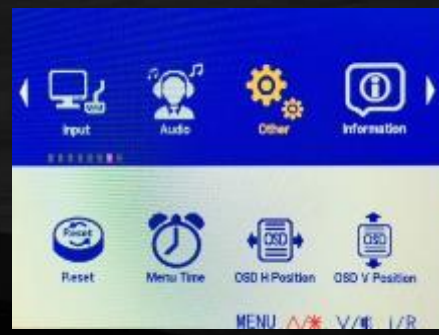 Input Audio Other Information
Reset
Reset Menu Time OSD H Position OSD V Position
OSD OSD
MENU ∧/☀ ∨/ I/R